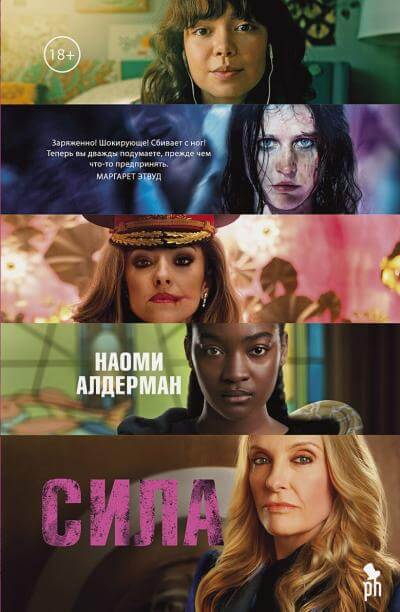 18+
Заряженно! Шокирующе! Сбивает с ног!
Теперь вы дважды подумаете, прежде чем
что-то предпринять.
МАРГАРЕТ ЭТВУД
НАОМИ
АЛДЕРМАН
СИЛА
ph